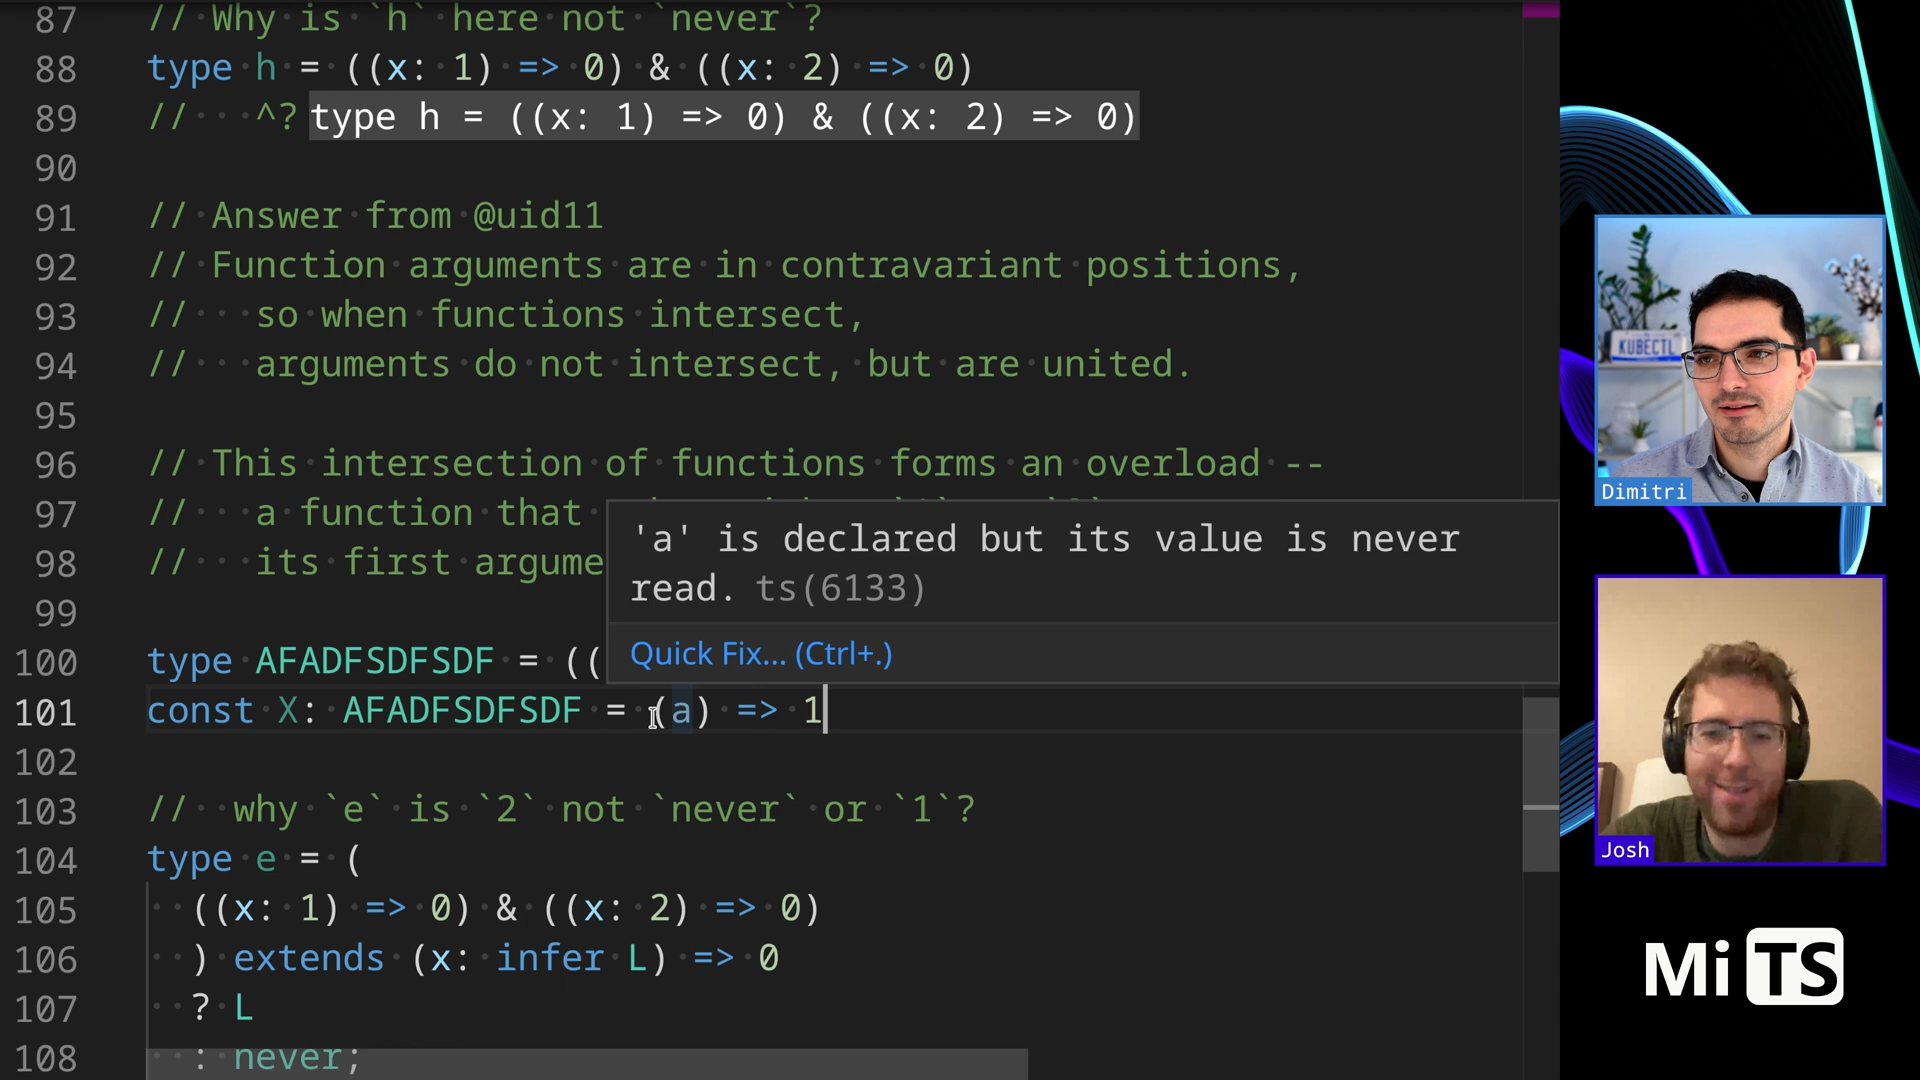 87 // Why is `h` here not `never`?
88 type h = ((x: 1) => 0) & ((x: 2) => 0)
89 // ^? type h = ((x: 1) => 0) & ((x: 2) => 0)
90
91 // Answer from @uid11
92 // Function arguments are in contravariant positions,
93 // so when functions intersect,
94 // arguments do not intersect, but are united.
95
96 // This intersection of functions forms an overload --
97 // a function that
98 // its first argume
99
'a' is declared but its value is never
read. ts(6133)
Quick Fix... (Ctrl+.)
100 type AFADFSDFSDF = ((
101 const X: AFADFSDFSDF = (a) => 1
102
103 // why `e` is `2` not `never` or `1`?
104 type e = (
105 ((x: 1) => 0) & ((x: 2) => 0)
106 ) extends (x: infer L) => 0
107 ? L
108 : never;
KUBECTL
Dimitri
Josh
Mi TS